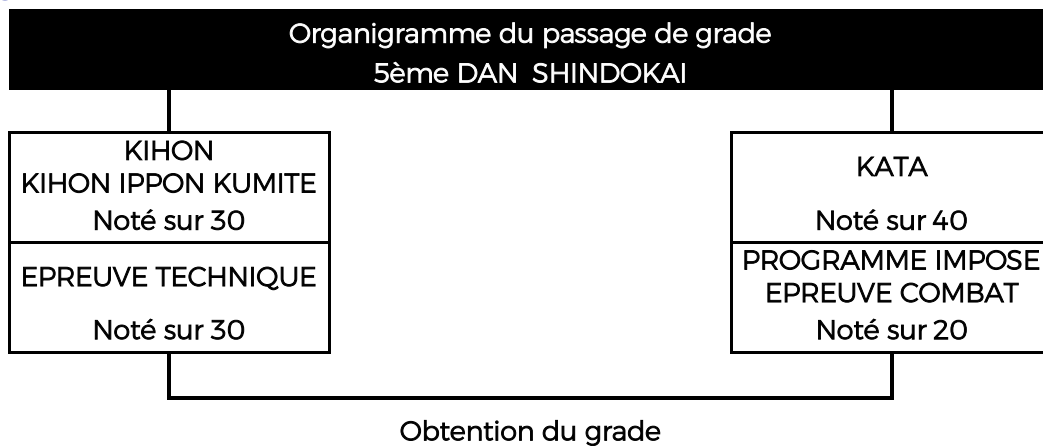 Organigramme du passage de grade
5ème DAN SHINDOKAI
KIHON
KIHON IPPON KUMITE
Noté sur 30
EPREUVE TECHNIQUE
Noté sur 30
KATA
Noté sur 40
PROGRAMME IMPOSE
EPREUVE COMBAT
Noté sur 20
Obtention du grade